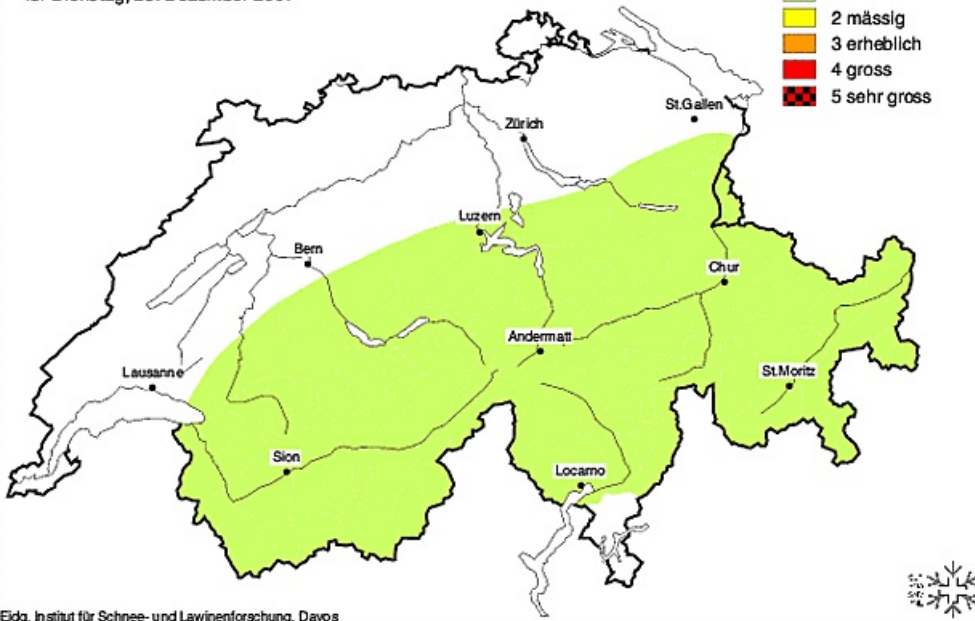 2 mässig
3 erheblich
4 gross
5 sehr gross
St.Gallen
Zürich
Luzern
Bern
Chur
Andermatt
Lausanne
St.Moritz
Sion
Locarno
Eidg. Institut für Schnee- und Lawinenforschung, Davos